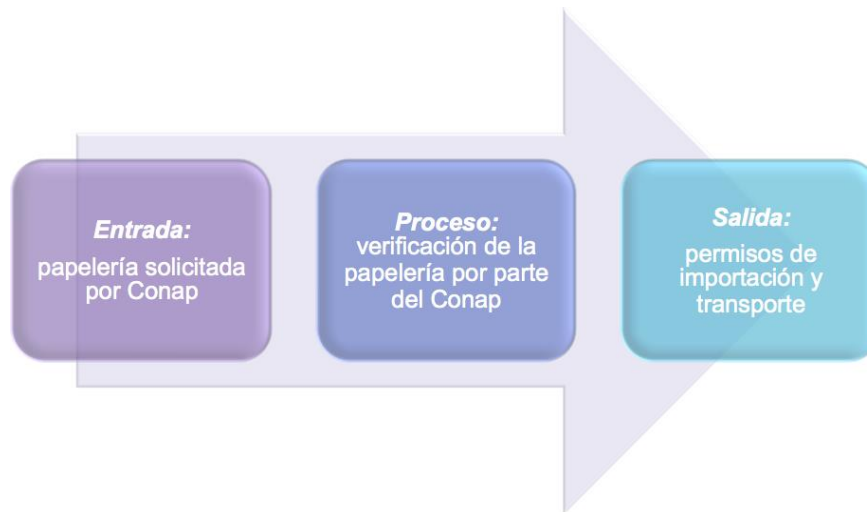 Entrada:
papelería solicitada
por Conap
Proceso:
verificación de la
papelería por parte
del Conap
Salida:
permisos de
importación y
transporte